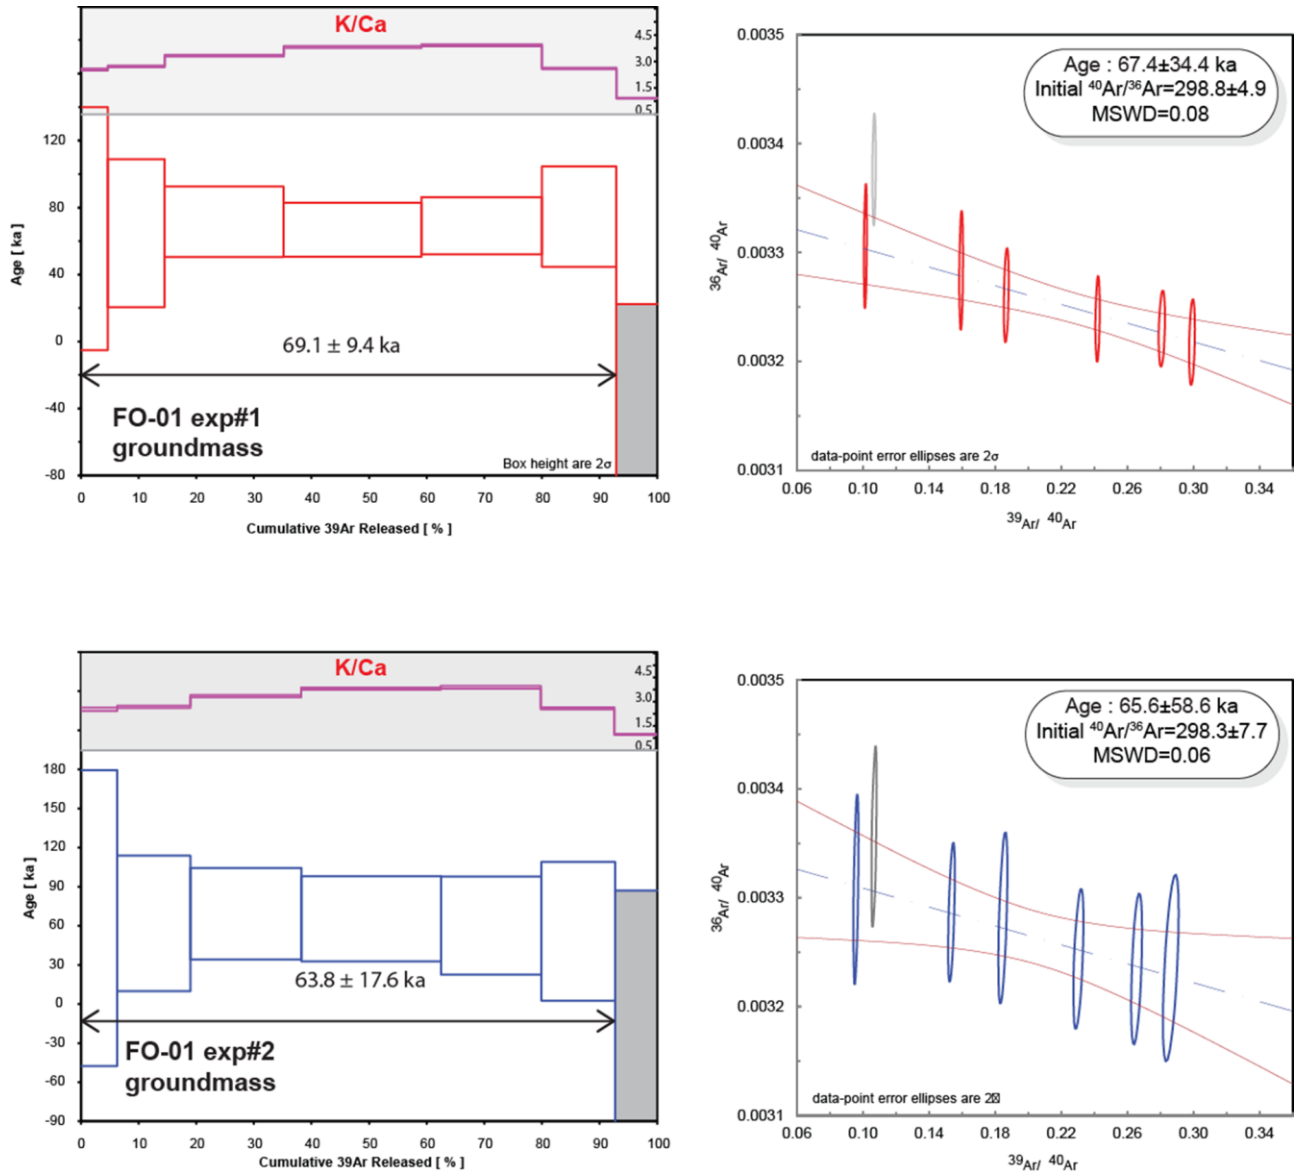 K/Ca
4.5
3.0
1.5
0.5
120
80
40
0
-40
-80
Age [ ka ]
69.1 ± 9.4 ka
FO-01 exp#1
groundmass
Box height are 2σ
0 10 20 30 40 50 60 70 80 90 100
Cumulative 39Ar Released [ % ]
0.0035
0.0034
0.0033
0.0032
0.0031
36Ar/ 40Ar
Age : 67.4±34.4 ka
Initial 40Ar/36Ar=298.8±4.9
MSWD=0.08
data-point error ellipses are 2σ
0.06 0.10 0.14 0.18 0.22 0.26 0.30 0.34
39Ar/ 40Ar
K/Ca
4.5
3.0
1.5
0.5
180
150
120
90
60
30
0
-30
-60
-90
Age [ ka ]
63.8 ± 17.6 ka
FO-01 exp#2
groundmass
0 10 20 30 40 50 60 70 80 90 100
Cumulative 39Ar Released [ % ]
0.0035
0.0034
0.0033
0.0032
0.0031
36Ar/ 40Ar
Age : 65.6±58.6 ka
Initial 40Ar/36Ar=298.3±7.7
MSWD=0.06
data-point error ellipses are 2
0.06 0.10 0.14 0.18 0.22 0.26 0.30 0.34
39Ar/ 40Ar